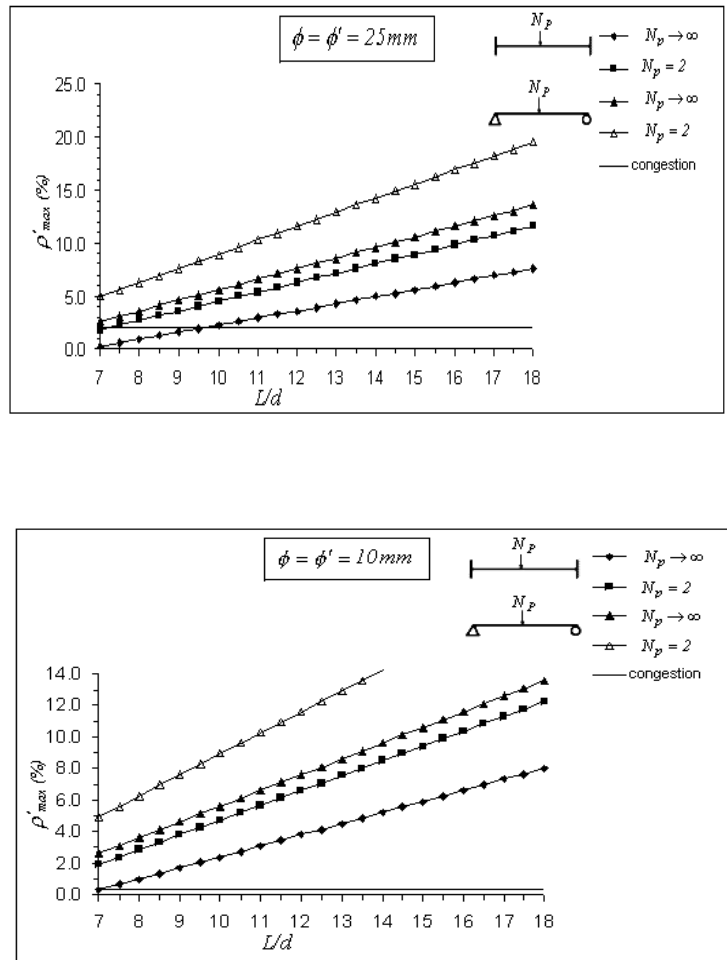 ϕ = ϕ' = 25mm
N_P
N_P
N_p → ∞
N_p = 2
N_p → ∞
N_p = 2
congestion
ρ'max (%)
25.0
20.0
15.0
10.0
5.0
0.0
7 8 9 10 11 12 13 14 15 16 17 18
L/d
ϕ = ϕ' = 10mm
N_P
N_P
N_p → ∞
N_p = 2
N_p → ∞
N_p = 2
congestion
ρ'max (%)
14.0
12.0
10.0
8.0
6.0
4.0
2.0
0.0
7 8 9 10 11 12 13 14 15 16 17 18
L/d